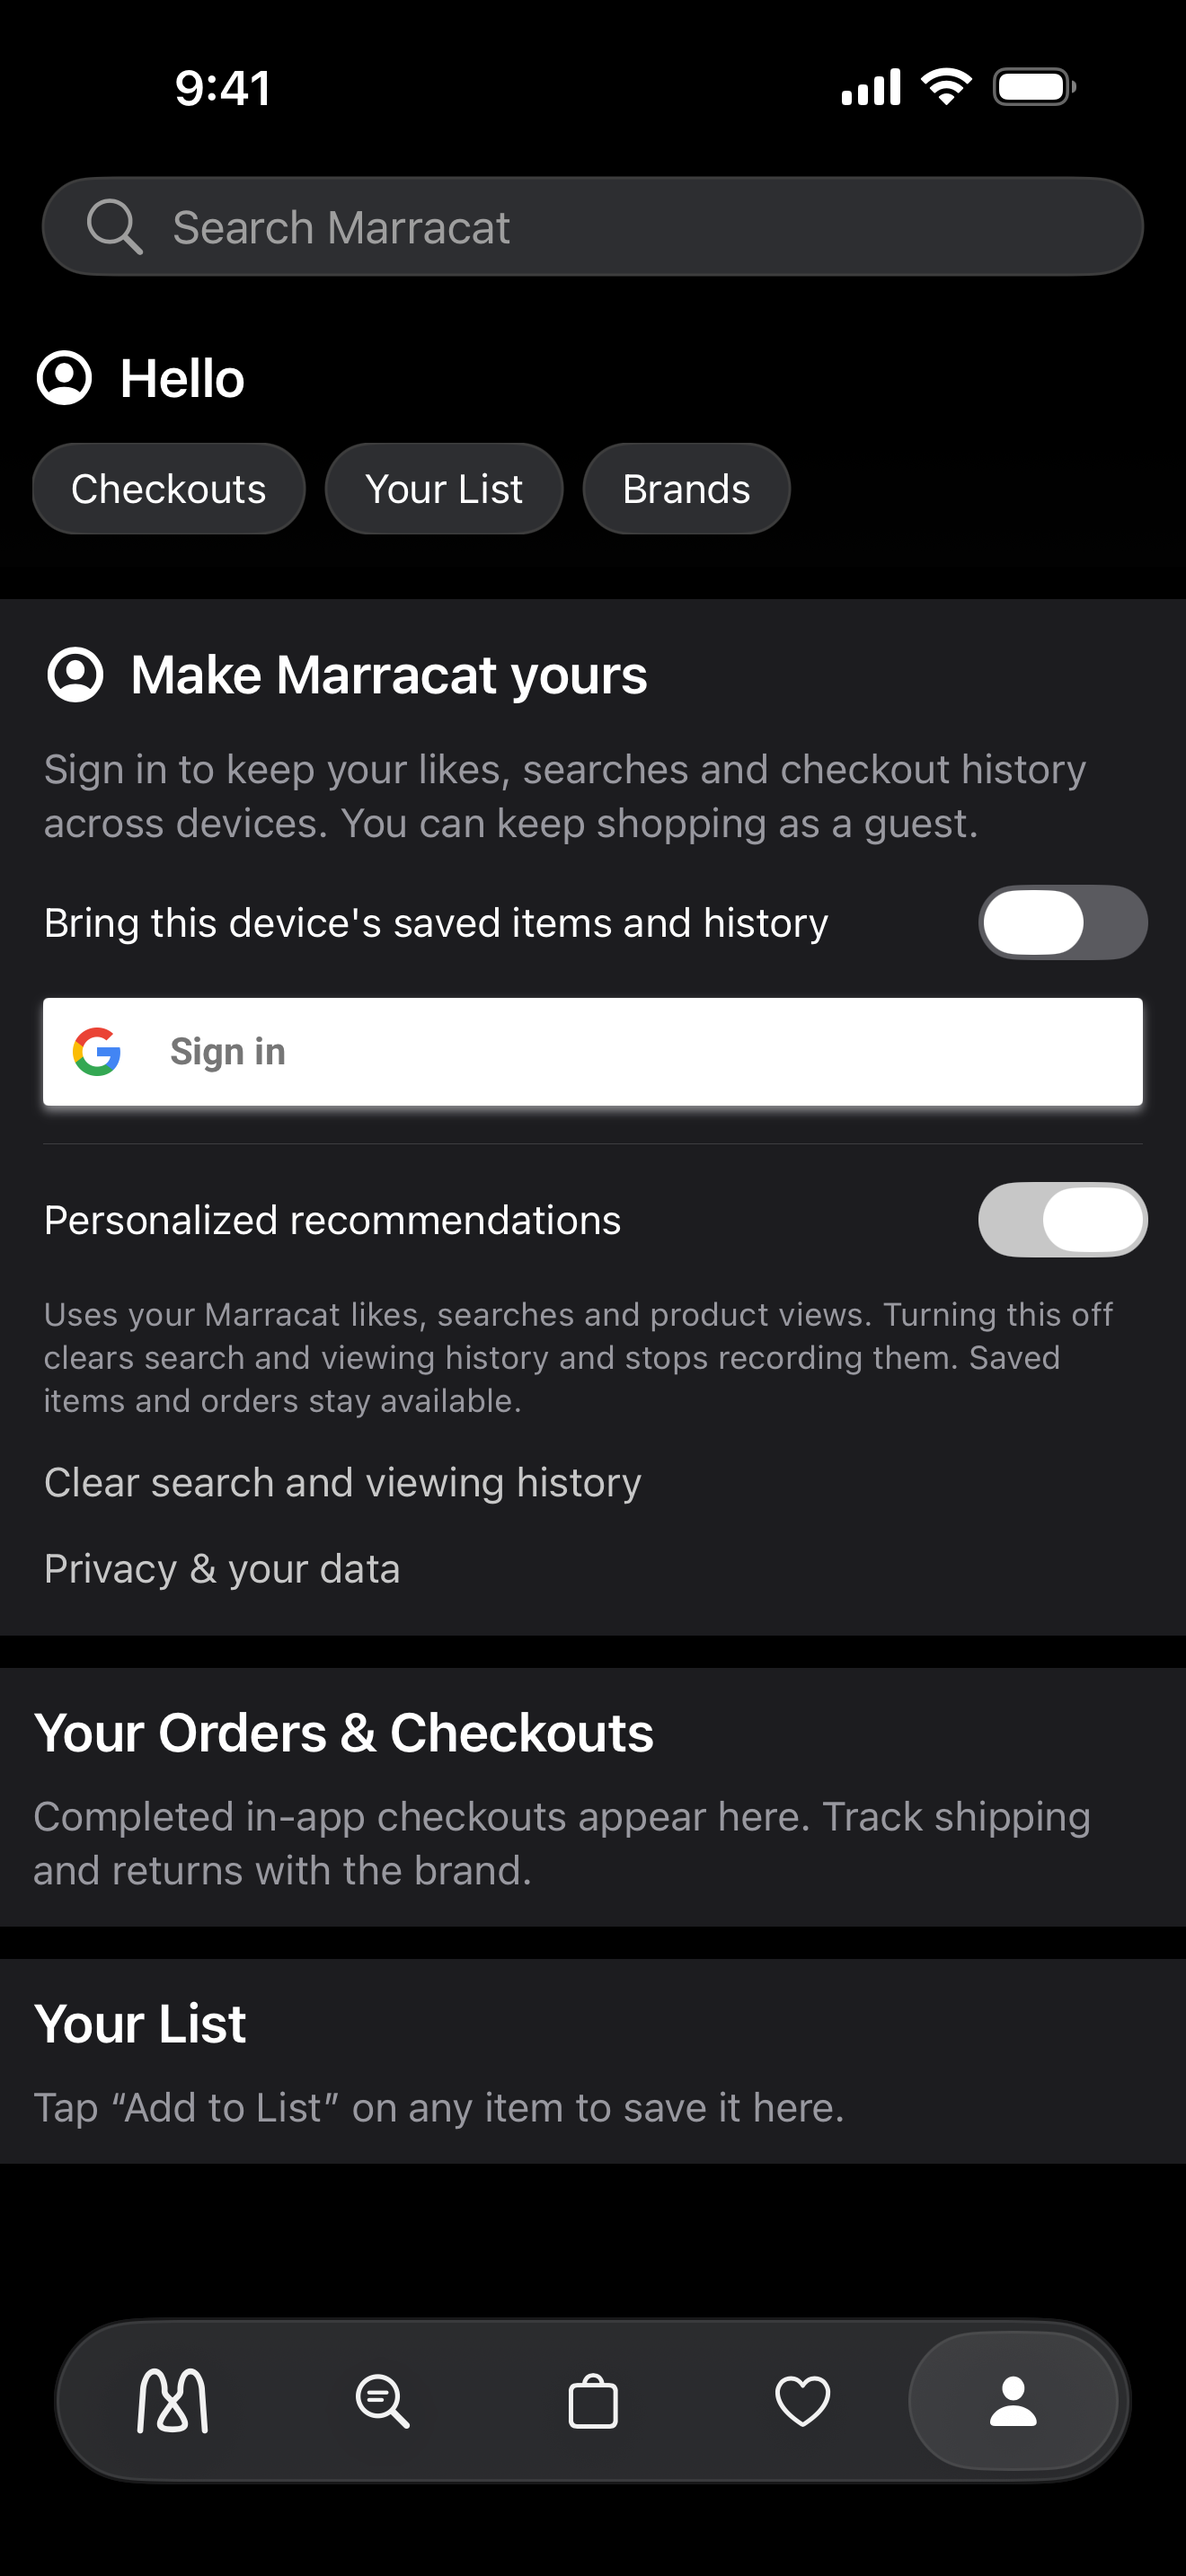 9:41
Search Marracat
Hello
Checkouts
Your List
Brands
Make Marracat yours
Sign in to keep your likes, searches and checkout history
across devices. You can keep shopping as a guest.
Bring this device's saved items and history
Sign in
Personalized recommendations
Uses your Marracat likes, searches and product views. Turning this off
clears search and viewing history and stops recording them. Saved
items and orders stay available.
Clear search and viewing history
Privacy & your data
Your Orders & Checkouts
Completed in-app checkouts appear here. Track shipping
and returns with the brand.
Your List
Tap “Add to List” on any item to save it here.